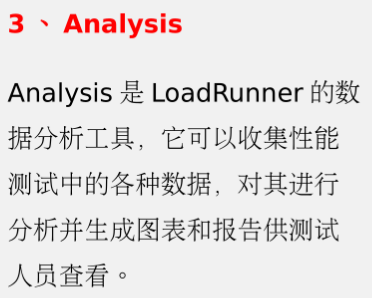 3 、 Analysis
Analysis 是 LoadRunner 的数
据分析工具，它可以收集性能
测试中的各种数据，对其进行
分析并生成图表和报告供测试
人员查看。